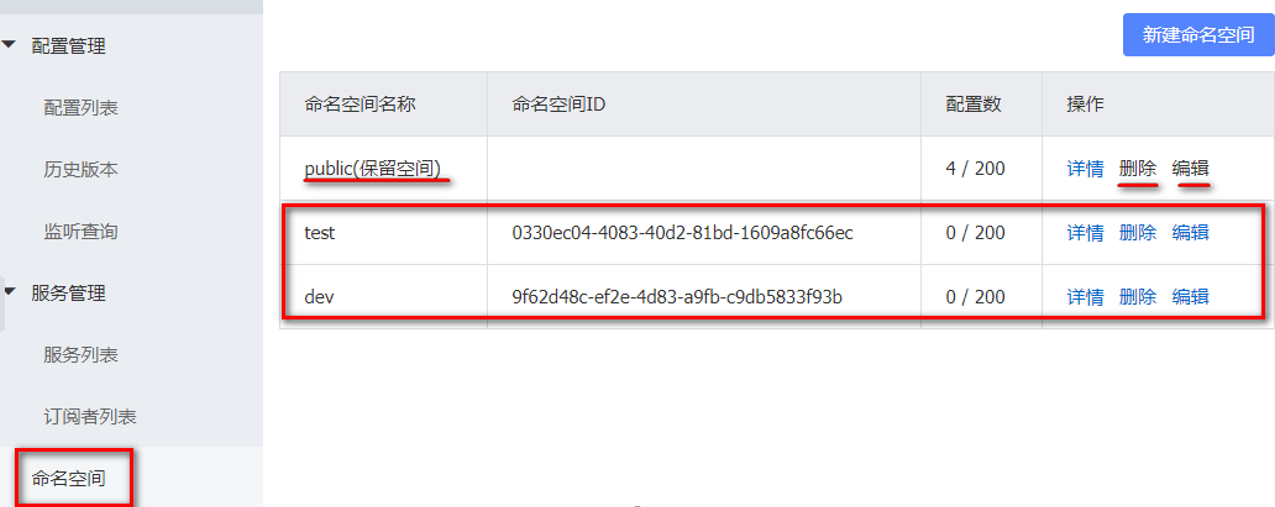 配置管理
配置列表
历史版本
监听查询
服务管理
服务列表
订阅者列表
命名空间
新建命名空间
命名空间名称 命名空间ID 配置数 操作
public(保留空间) 4 / 200 详情 删除 编辑
test 0330ec04-4083-40d2-81bd-1609a8fc66ec 0 / 200 详情 删除 编辑
dev 9f62d48c-ef2e-4d83-a9fb-c9db5833f93b 0 / 200 详情 删除 编辑